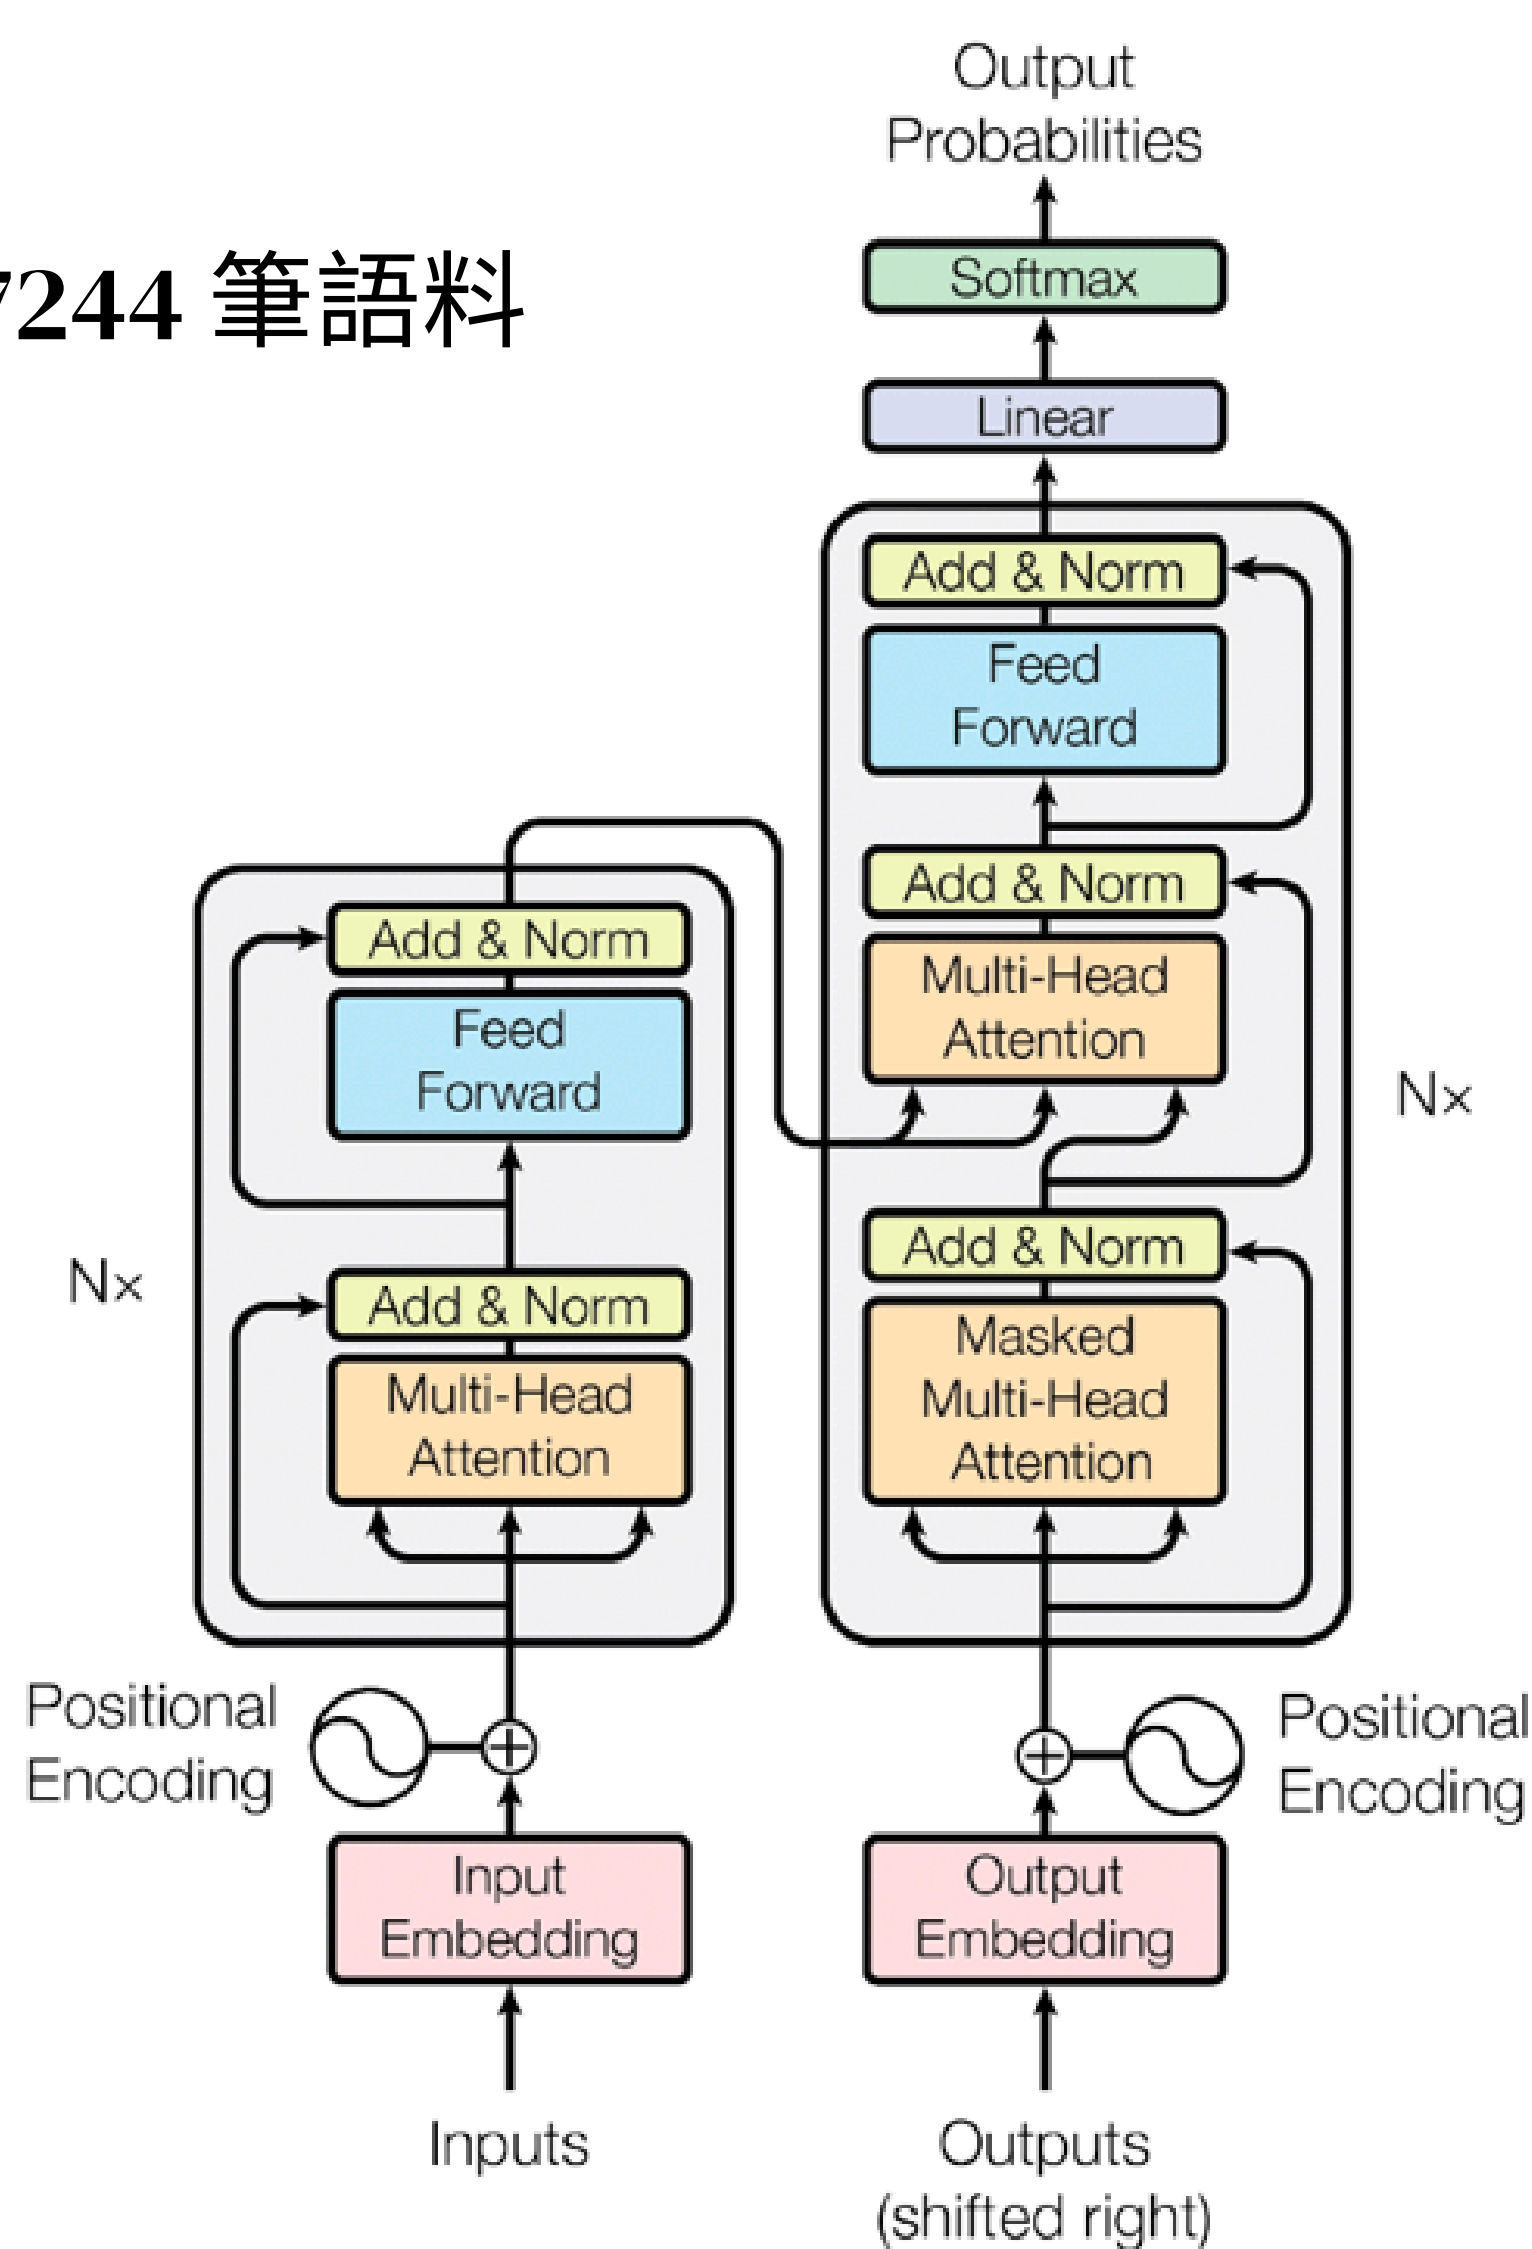 Output
Probabilities
7244 筆語料
Softmax
Linear
Add & Norm
Feed
Forward
Add & Norm
Multi-Head
Attention
Nx
Add & Norm
Masked
Multi-Head
Attention
Add & Norm
Feed
Forward
Nx
Add & Norm
Multi-Head
Attention
Positional
Encoding
Positional
Encoding
Input
Embedding
Output
Embedding
Inputs
Outputs
(shifted right)